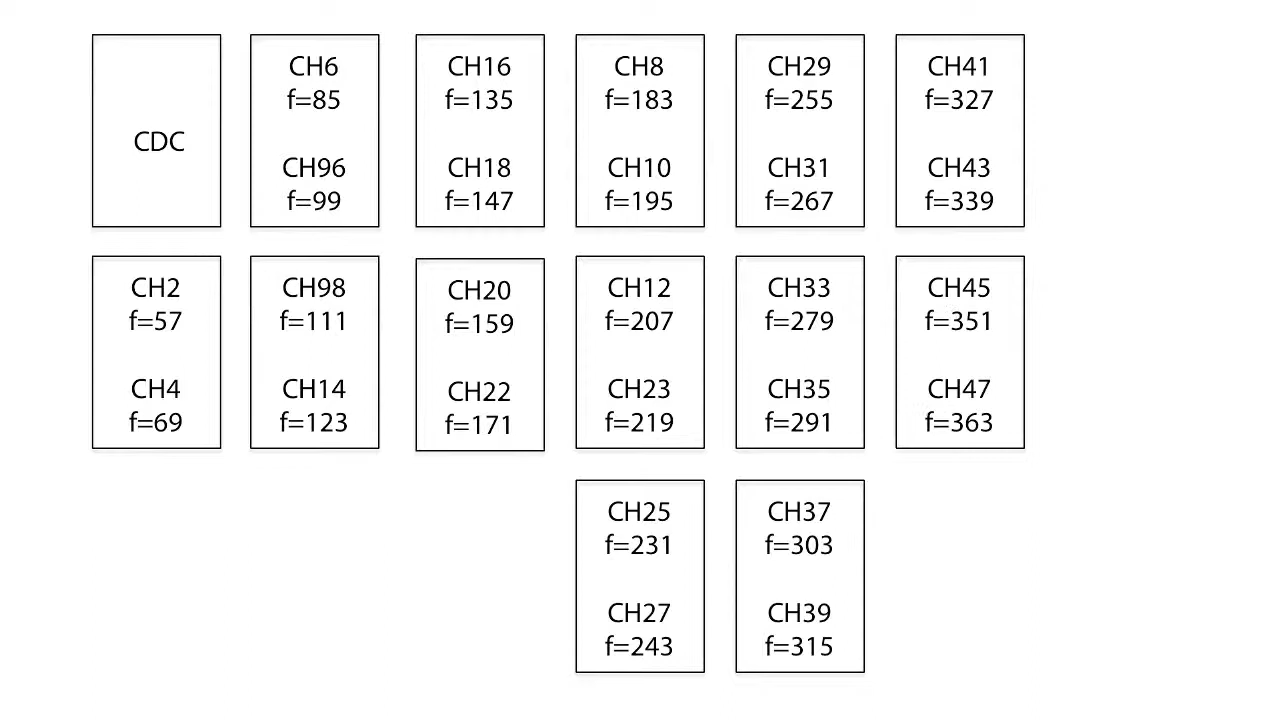 CDC
CH6
f=85
CH96
f=99
CH16
f=135
CH18
f=147
CH8
f=183
CH10
f=195
CH29
f=255
CH31
f=267
CH41
f=327
CH43
f=339
CH2
f=57
CH4
f=69
CH98
f=111
CH14
f=123
CH20
f=159
CH22
f=171
CH12
f=207
CH23
f=219
CH33
f=279
CH35
f=291
CH45
f=351
CH47
f=363
CH25
f=231
CH27
f=243
CH37
f=303
CH39
f=315